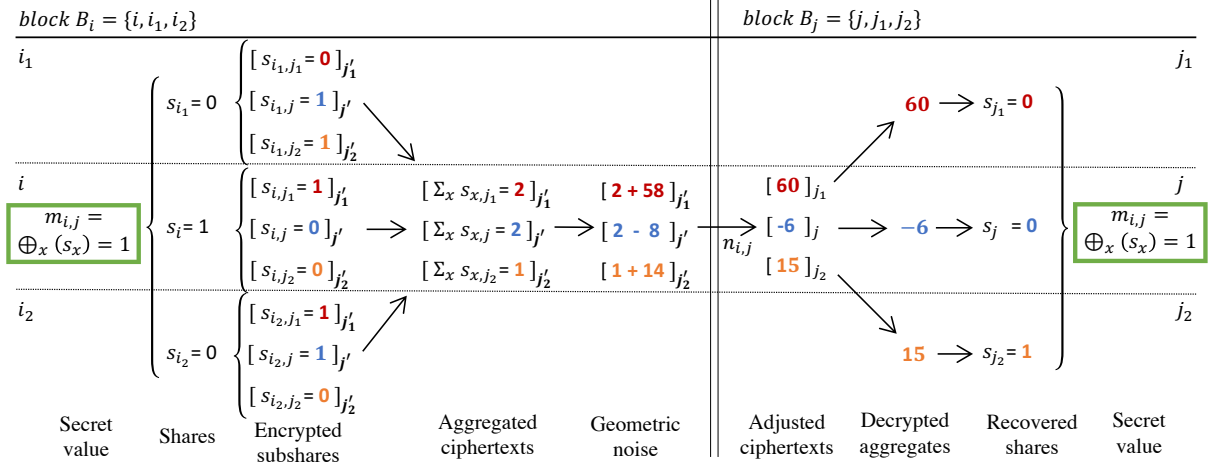 block B_i = {i, i_1, i_2}
block B_j = {j, j_1, j_2}
i_1
j_1
[ s_{i_1,j_1} = 0 ]_{j'_1}
s_{i_1} = 0
[ s_{i_1,j} = 1 ]_{j'}
60
s_{j_1} = 0
[ s_{i_1,j_2} = 1 ]_{j'_2}
i
j
[ s_{i,j_1} = 1 ]_{j'_1}
[ Σ_x s_{x,j_1} = 2 ]_{j'_1}
[ 2 + 58 ]_{j'_1}
[ 60 ]_{j_1}
m_{i,j} =
⊕_x (s_x) = 1
s_i = 1
[ s_{i,j} = 0 ]_{j'}
[ Σ_x s_{x,j} = 2 ]_{j'}
[ 2 - 8 ]_{j'}
n_{i,j}
[ -6 ]_j
−6
s_j = 0
m_{i,j} =
⊕_x (s_x) = 1
[ s_{i,j_2} = 0 ]_{j'_2}
[ Σ_x s_{x,j_2} = 1 ]_{j'_2}
[ 1 + 14 ]_{j'_2}
[ 15 ]_{j_2}
i_2
j_2
[ s_{i_2,j_1} = 1 ]_{j'_1}
s_{i_2} = 0
[ s_{i_2,j} = 1 ]_{j'}
15
s_{j_2} = 1
[ s_{i_2,j_2} = 0 ]_{j'_2}
Secret
value
Shares
Encrypted
subshares
Aggregated
ciphertexts
Geometric
noise
Adjusted
ciphertexts
Decrypted
aggregates
Recovered
shares
Secret
value